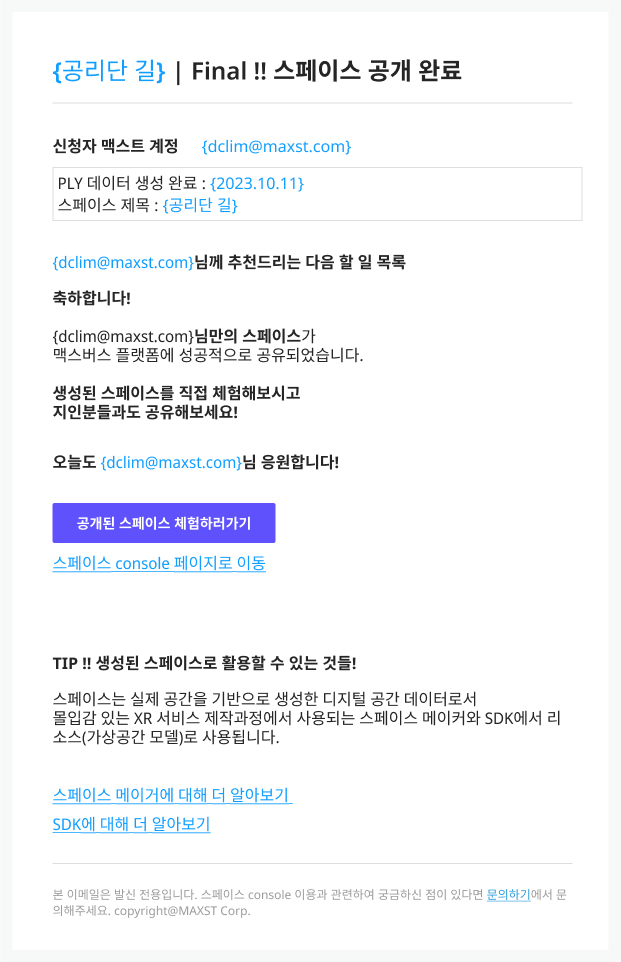 {공리단 길} | Final !! 스페이스 공개 완료
신청자 맥스트 계정 {dclim@maxst.com}
PLY 데이터 생성 완료 : {2023.10.11}
스페이스 제목 : {공리단 길}
{dclim@maxst.com}님께 추천드리는 다음 할 일 목록
축하합니다!
{dclim@maxst.com}님만의 스페이스가
맥스버스 플랫폼에 성공적으로 공유되었습니다.
생성된 스페이스를 직접 체험해보시고
지인분들과도 공유해보세요!
오늘도 {dclim@maxst.com}님 응원합니다!
공개된 스페이스 체험하러가기
스페이스 console 페이지로 이동
TIP !! 생성된 스페이스로 활용할 수 있는 것들!
스페이스는 실제 공간을 기반으로 생성한 디지털 공간 데이터로서
몰입감 있는 XR 서비스 제작과정에서 사용되는 스페이스 메이커와 SDK에서 리
소스(가상공간 모델)로 사용됩니다.
스페이스 메이거에 대해 더 알아보기
SDK에 대해 더 알아보기
본 이메일은 발신 전용입니다. 스페이스 console 이용과 관련하여 궁금하신 점이 있다면 문의하기에서 문
의해주세요. copyright@MAXST Corp.